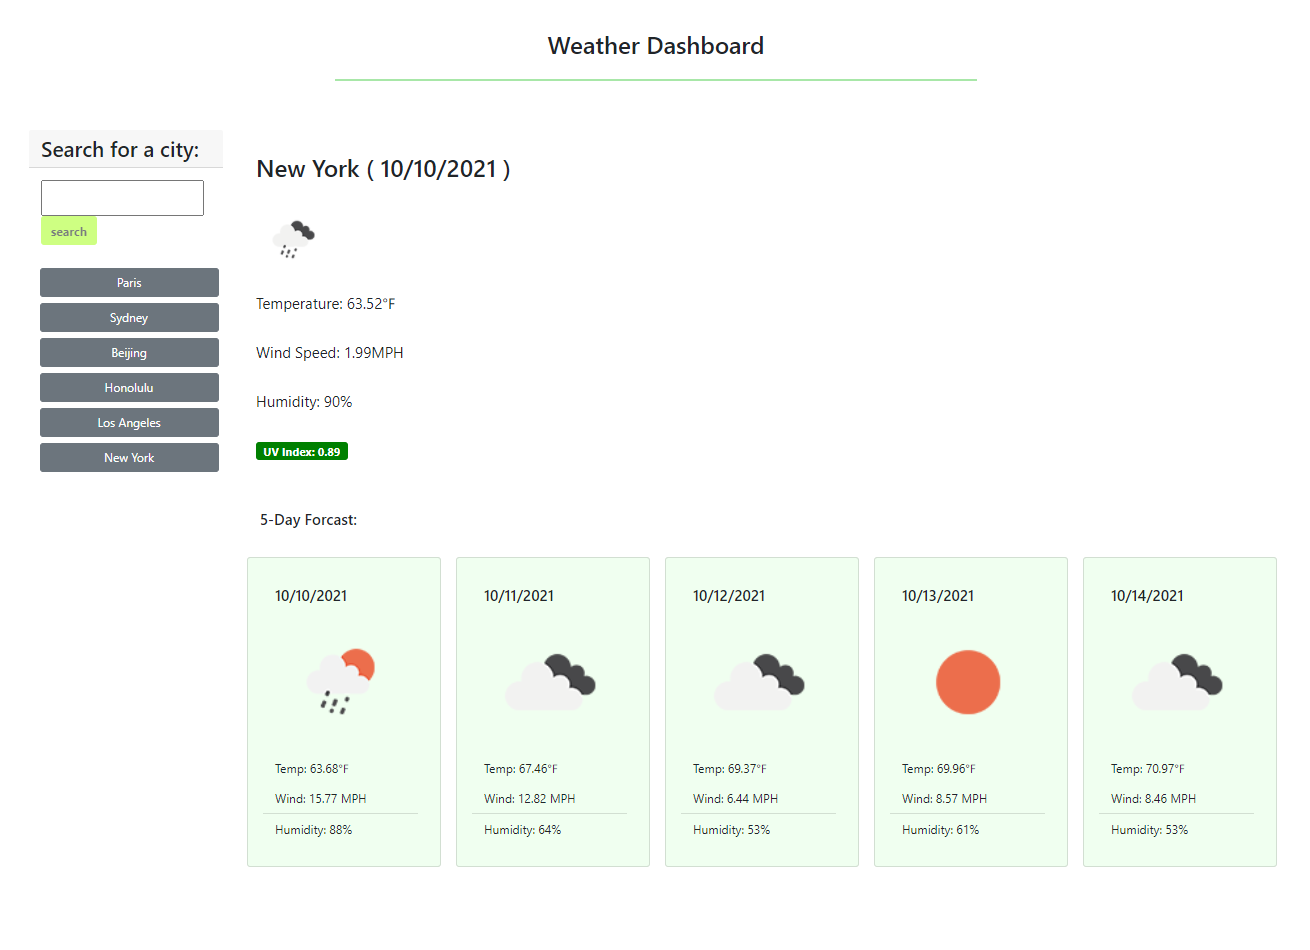 Weather Dashboard
Search for a city:
search
Paris
Sydney
Beijing
Honolulu
Los Angeles
New York
New York ( 10/10/2021 )
Temperature: 63.52°F
Wind Speed: 1.99MPH
Humidity: 90%
UV Index: 0.89
5-Day Forcast:
10/10/2021
Temp: 63.68°F
Wind: 15.77 MPH
Humidity: 88%
10/11/2021
Temp: 67.46°F
Wind: 12.82 MPH
Humidity: 64%
10/12/2021
Temp: 69.37°F
Wind: 6.44 MPH
Humidity: 53%
10/13/2021
Temp: 69.96°F
Wind: 8.57 MPH
Humidity: 61%
10/14/2021
Temp: 70.97°F
Wind: 8.46 MPH
Humidity: 53%